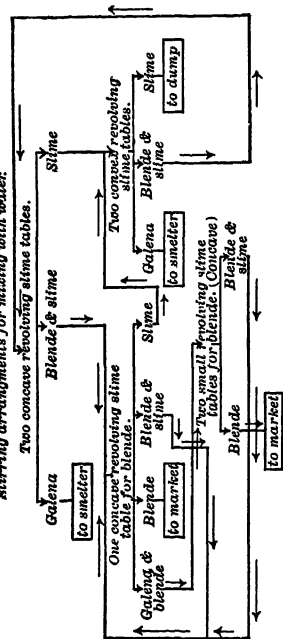 Stirring arrangments for mixing with water.
Two concave revolving slime tables.
Galena
Blende & slime
Slime
to smelter
One concave revolving slime
table for blende.
Two convex revolving
slime tables.
Galena &
blende
Blende
Blende &
slime
Slime
Galena
Blende &
slime
Slime
to market
to smelter
to dump
Two small revolving slime
tables for blende. (Concave)
Blende
Blende &
slime
to market